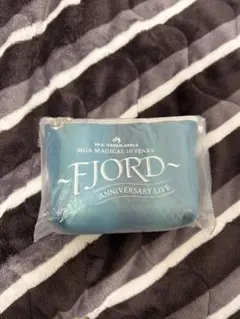 Mrs. GREEN APPLE
MGA MAGICAL 10 YEARS
~FJORD~
ANNIVERSARY LIVE